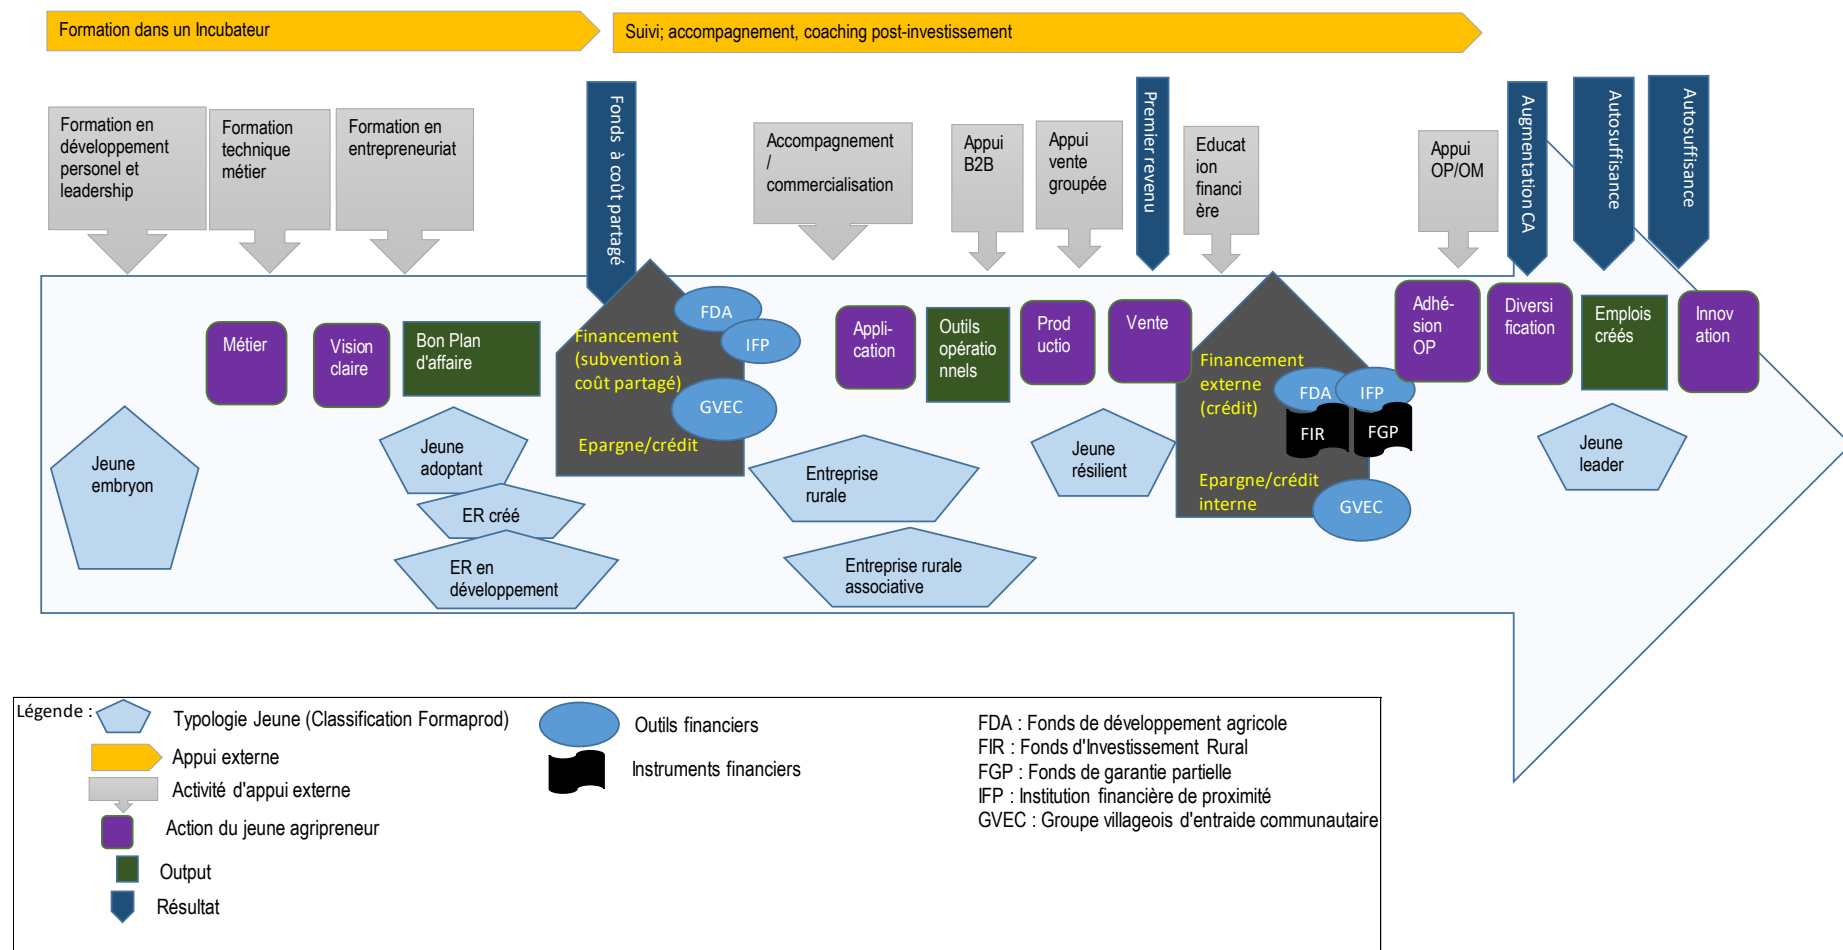 Formation dans un Incubateur
Suivi; accompagnement, coaching post-investissement
Formation en
développement
personel et
leadership
Formation
technique
métier
Formation en
entrepreneuriat
Fonds à coût partagé
Accompagnement
/
commercialisation
Appui
B2B
Appui
vente
groupée
Premier revenu
Educat
ion
financi
ère
Appui
OP/OM
Augmentation CA
Autosuffisance
Autosuffisance
Métier
Vision
claire
Bon Plan
d'affaire
Financement
(subvention à
coût partagé)
Epargne/crédit
FDA
IFP
GVEC
Appli-
cation
Outils
opératio
nnels
Prod
uctio
Vente
Financement
externe
(crédit)
FDA
IFP
FIR
FGP
Epargne/crédit
interne
GVEC
Adhé-
sion
OP
Diversi
fication
Emplois
créés
Innov
ation
Jeune
embryon
Jeune
adoptant
ER créé
ER en
développement
Entreprise
rurale
Entreprise rurale
associative
Jeune
résilient
Jeune
leader
Légende :
Typologie Jeune (Classification Formaprod)
Appui externe
Activité d'appui externe
Action du jeune agripreneur
Output
Résultat
Outils financiers
Instruments financiers
FDA : Fonds de développement agricole
FIR : Fonds d'Investissement Rural
FGP : Fonds de garantie partielle
IFP : Institution financière de proximité
GVEC : Groupe villageois d'entraide communautaire